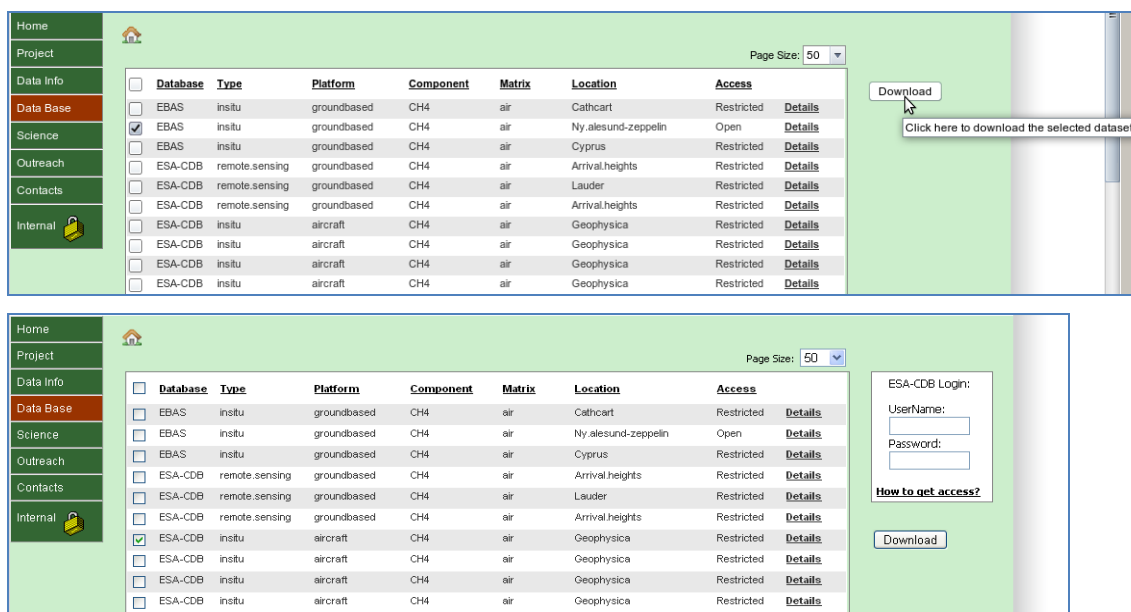 Home
Project
Data Info
Data Base
Science
Outreach
Contacts
Internal
Page Size: 50
Database Type Platform Component Matrix Location Access
EBAS insitu groundbased CH4 air Cathcart Restricted Details
EBAS insitu groundbased CH4 air Ny.alesund-zeppelin Open Details
EBAS insitu groundbased CH4 air Cyprus Restricted Details
ESA-CDB remote.sensing groundbased CH4 air Arrival.heights Restricted Details
ESA-CDB remote.sensing groundbased CH4 air Lauder Restricted Details
ESA-CDB remote.sensing groundbased CH4 air Arrival.heights Restricted Details
ESA-CDB insitu aircraft CH4 air Geophysica Restricted Details
ESA-CDB insitu aircraft CH4 air Geophysica Restricted Details
ESA-CDB insitu aircraft CH4 air Geophysica Restricted Details
ESA-CDB insitu aircraft CH4 air Geophysica Restricted Details
Download
Click here to download the selected dataset
Home
Project
Data Info
Data Base
Science
Outreach
Contacts
Internal
Page Size: 50
Database Type Platform Component Matrix Location Access
EBAS insitu groundbased CH4 air Cathcart Restricted Details
EBAS insitu groundbased CH4 air Ny.alesund-zeppelin Open Details
EBAS insitu groundbased CH4 air Cyprus Restricted Details
ESA-CDB remote.sensing groundbased CH4 air Arrival.heights Restricted Details
ESA-CDB remote.sensing groundbased CH4 air Lauder Restricted Details
ESA-CDB remote.sensing groundbased CH4 air Arrival.heights Restricted Details
ESA-CDB insitu aircraft CH4 air Geophysica Restricted Details
ESA-CDB insitu aircraft CH4 air Geophysica Restricted Details
ESA-CDB insitu aircraft CH4 air Geophysica Restricted Details
ESA-CDB insitu aircraft CH4 air Geophysica Restricted Details
ESA-CDB Login:
UserName:
Password:
How to get access?
Download